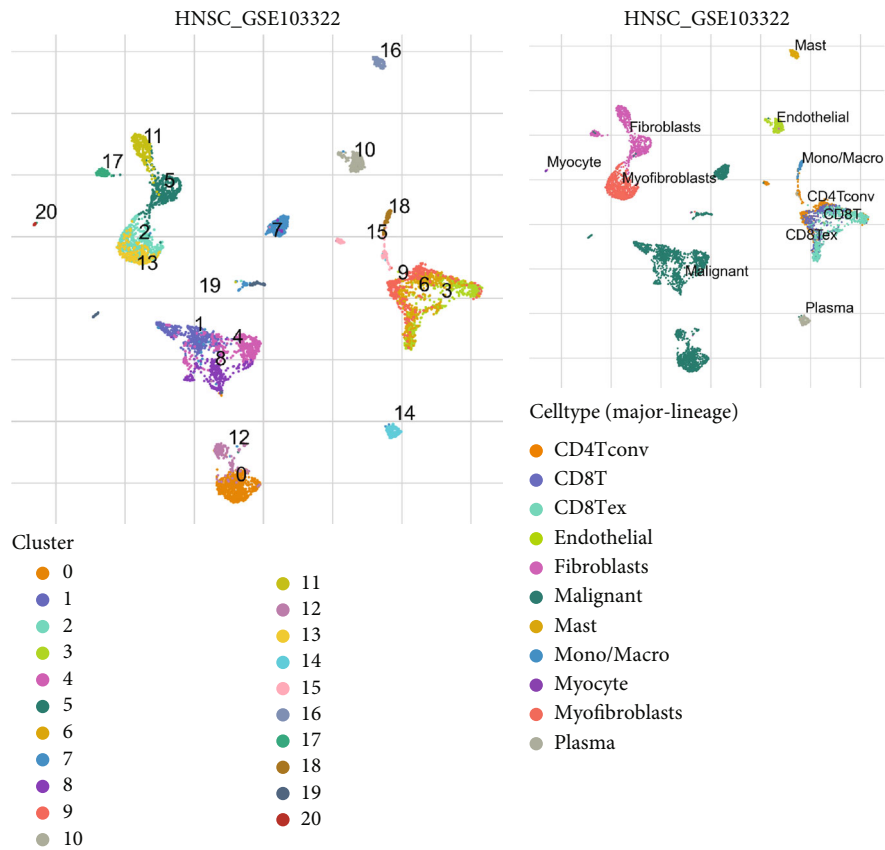 HNSC_GSE103322
16
11
10
17
5
18
20
2
7
15
13
9
19
6
3
1
4
8
14
12
0
Cluster
0
1
2
3
4
5
6
7
8
9
10
11
12
13
14
15
16
17
18
19
20
HNSC_GSE103322
Mast
Endothelial
Fibroblasts
Mono/Macro
Myocyte
Myofibroblasts
CD4Tconv
CD8T
CD8Tex
Malignant
Plasma
Celltype (major-lineage)
CD4Tconv
CD8T
CD8Tex
Endothelial
Fibroblasts
Malignant
Mast
Mono/Macro
Myocyte
Myofibroblasts
Plasma